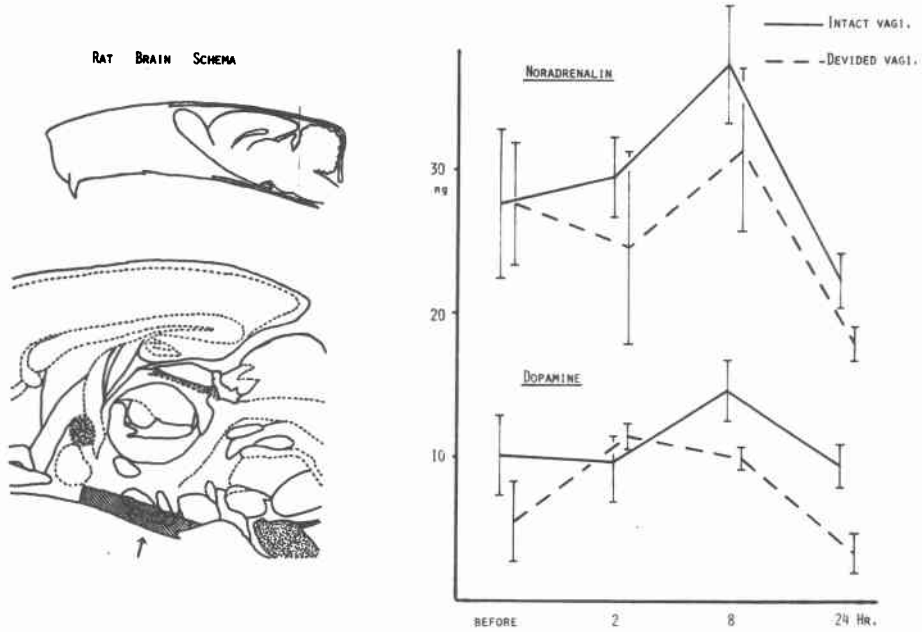 RAT BRAIN SCHEMA
INTACT VAGI.
DEVIDED VAGI.
NORADRENALIN
30
ng
20
DOPAMINE
10
BEFORE 2 8 24 HR.